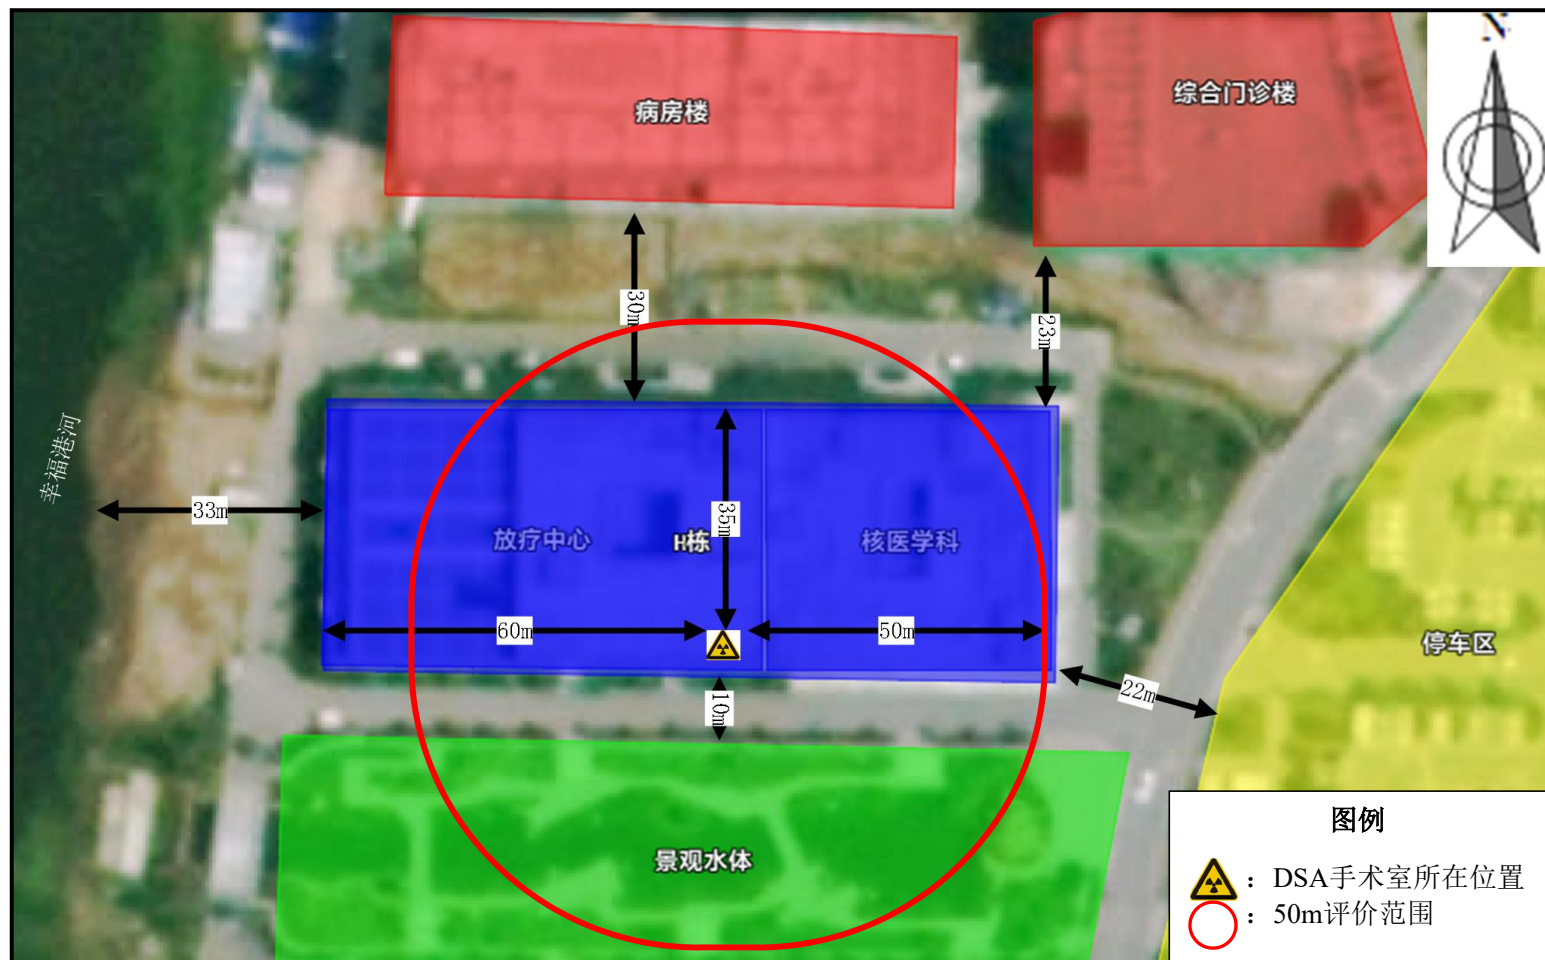 N
病房楼
综合门诊楼
30m
23m
幸福港河
33m
35m
放疗中心
H栋
核医学科
60m
50m
停车区
22m
10m
景观水体
图例
：DSA手术室所在位置
：50m评价范围